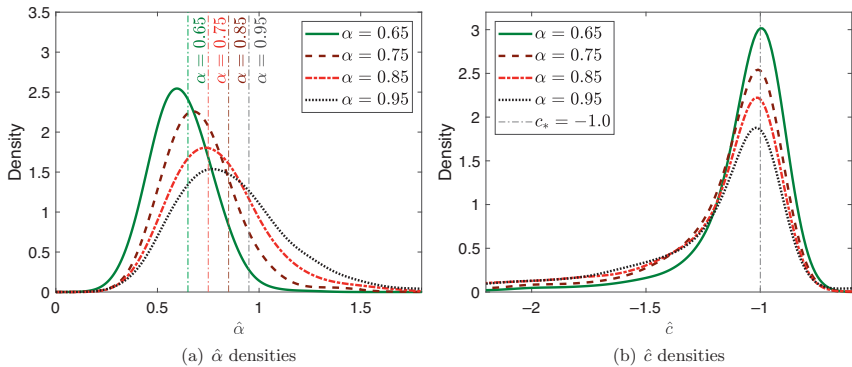 3.5
3
2.5
2
1.5
1
0.5
0
Density
α = 0.65
α = 0.75
α = 0.85
α = 0.95
α = 0.65
α = 0.75
α = 0.85
α = 0.95
0
0.5
1
1.5
α̂
(a) α̂ densities
3
2.5
2
1.5
1
0.5
0
Density
α = 0.65
α = 0.75
α = 0.85
α = 0.95
c* = −1.0
−2
−1.5
−1
ĉ
(b) ĉ densities